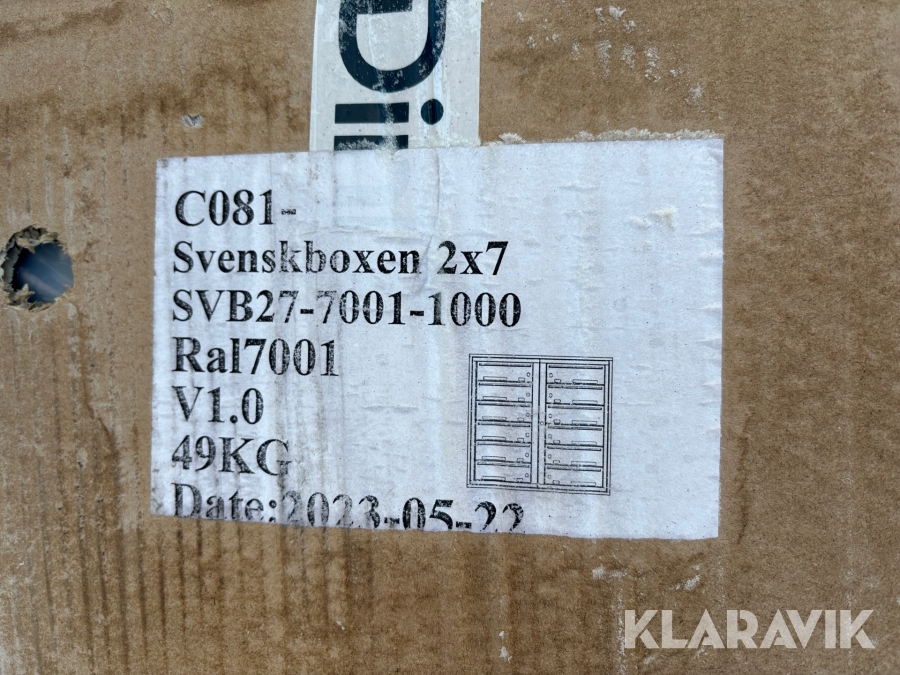 C081-
Svenskboxen 2x7
SVB27-7001-1000
Ral7001
V1.0
49KG
Date:2023-05-22
KLARAVIK